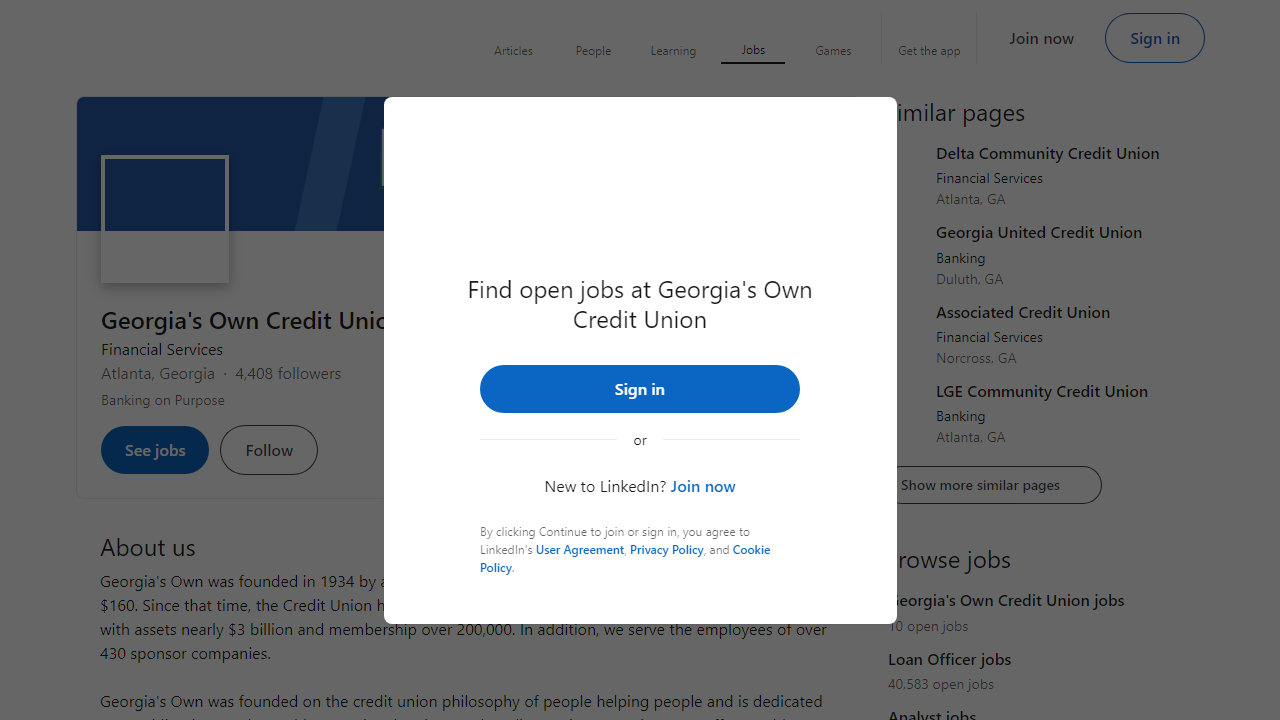 Articles
People
Learning
Jobs
Games
Get the app
Join now
Sign in
Georgia's Own Credit Unio
Financial Services
Atlanta, Georgia · 4,408 followers
Banking on Purpose
See jobs
Follow
About us
Georgia's Own was founded in 1934 by
$160. Since that time, the Credit Union
with assets nearly $3 billion and membership over 200,000. In addition, we serve the employees of over
430 sponsor companies.
Georgia's Own was founded on the credit union philosophy of people helping people and is dedicated
Find open jobs at Georgia's Own
Credit Union
Sign in
or
New to LinkedIn? Join now
By clicking Continue to join or sign in, you agree to
LinkedIn's User Agreement, Privacy Policy, and Cookie
Policy.
imilar pages
Delta Community Credit Union
Financial Services
Atlanta, GA
Georgia United Credit Union
Banking
Duluth, GA
Associated Credit Union
Financial Services
Norcross, GA
LGE Community Credit Union
Banking
Atlanta, GA
Show more similar pages
rowse jobs
Georgia's Own Credit Union jobs
10 open jobs
Loan Officer jobs
40,583 open jobs
Analyst jobs